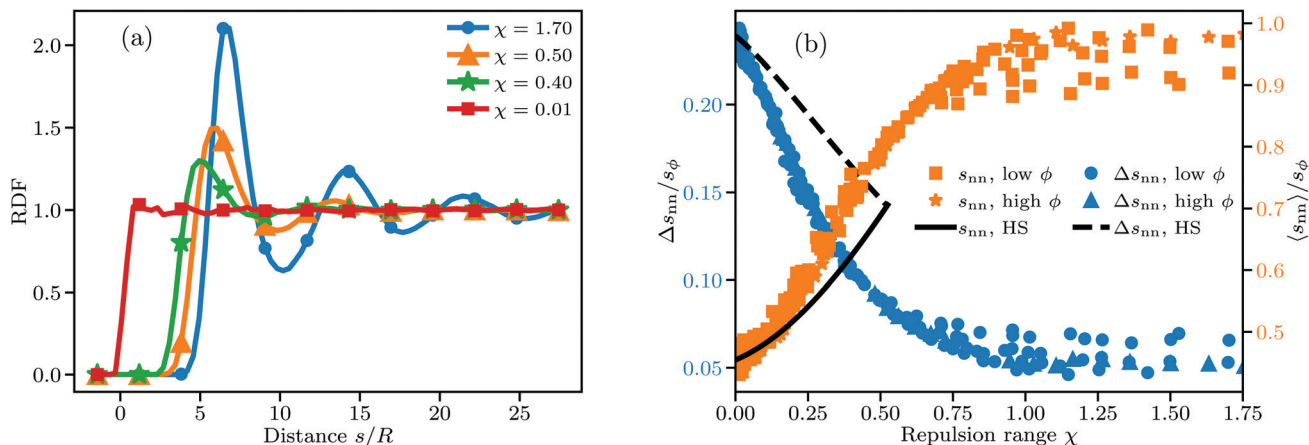 (a)
χ = 1.70
χ = 0.50
χ = 0.40
χ = 0.01
RDF
2.0
1.5
1.0
0.5
0.0
0 5 10 15 20 25
Distance s/R
(b)
Δs_nn/s_ϕ
0.20
0.15
0.10
0.05
s_nn, low ϕ
s_nn, high ϕ
s_nn, HS
Δs_nn, low ϕ
Δs_nn, high ϕ
Δs_nn, HS
1.0
0.9
0.8
0.7
0.6
0.5
⟨s_nn⟩/s_ϕ
0.00 0.25 0.50 0.75 1.00 1.25 1.50 1.75
Repulsion range χ